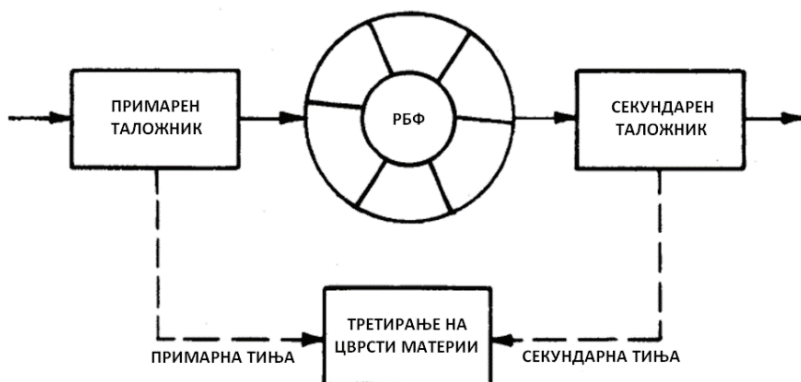 ПРИМАРЕН
ТАЛОЖНИК
РБФ
СЕКУНДАРЕН
ТАЛОЖНИК
ТРЕТИРАЊЕ НА
ЦВРСТИ МАТЕРИИ
ПРИМАРНА ТИЊА
СЕКУНДАРНА ТИЊА